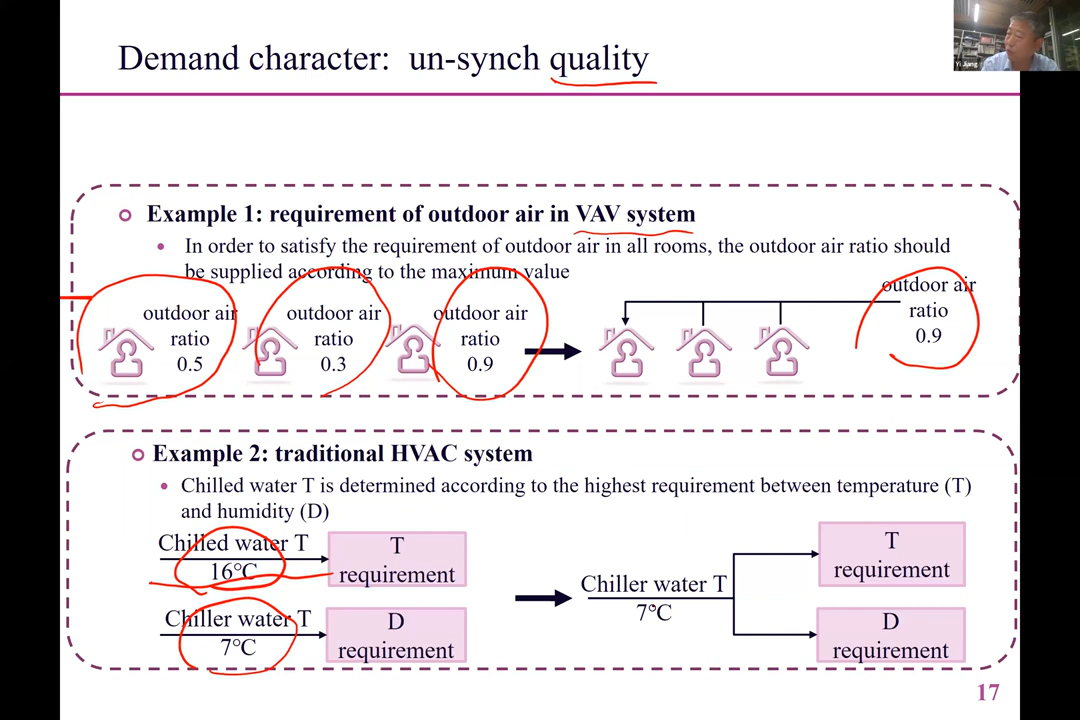 Demand character: un-synch quality
Yi Jiang
Example 1: requirement of outdoor air in VAV system
In order to satisfy the requirement of outdoor air in all rooms, the outdoor air ratio should
be supplied according to the maximum value
outdoor air
ratio
0.5
outdoor air
ratio
0.3
outdoor air
ratio
0.9
outdoor air
ratio
0.9
Example 2: traditional HVAC system
Chilled water T is determined according to the highest requirement between temperature (T)
and humidity (D)
Chilled water T
16℃
T
requirement
Chiller water T
7℃
D
requirement
Chiller water T
7℃
T
requirement
D
requirement
17